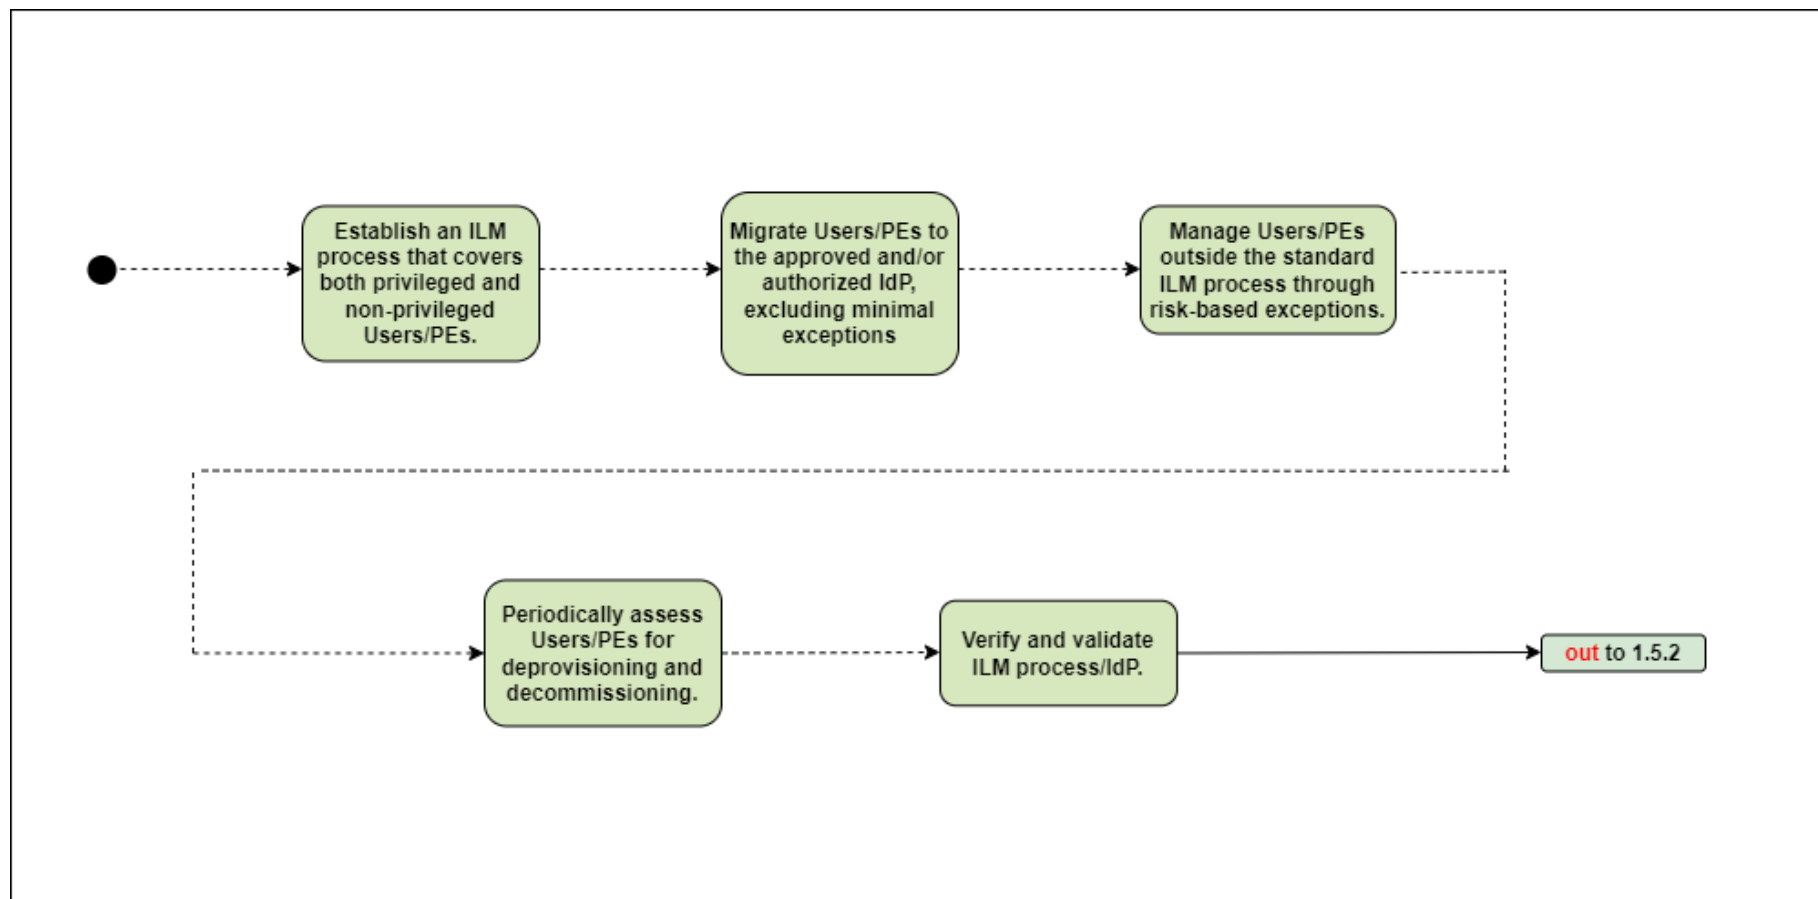 Establish an ILM
process that covers
both privileged and
non-privileged
Users/PEs.
Migrate Users/PEs to
the approved and/or
authorized IdP,
excluding minimal
exceptions
Manage Users/PEs
outside the standard
ILM process through
risk-based exceptions.
Periodically assess
Users/PEs for
deprovisioning and
decommissioning.
Verify and validate
ILM process/IdP.
out to 1.5.2